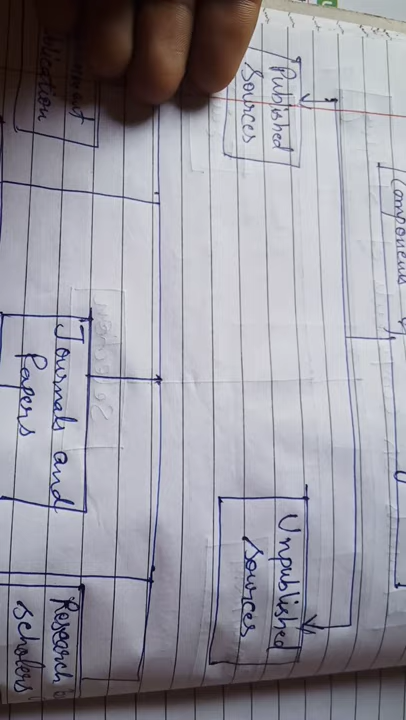 Components
Published
Sources
Unpublished
Sources
Journals and
Papers
Research
Scholars